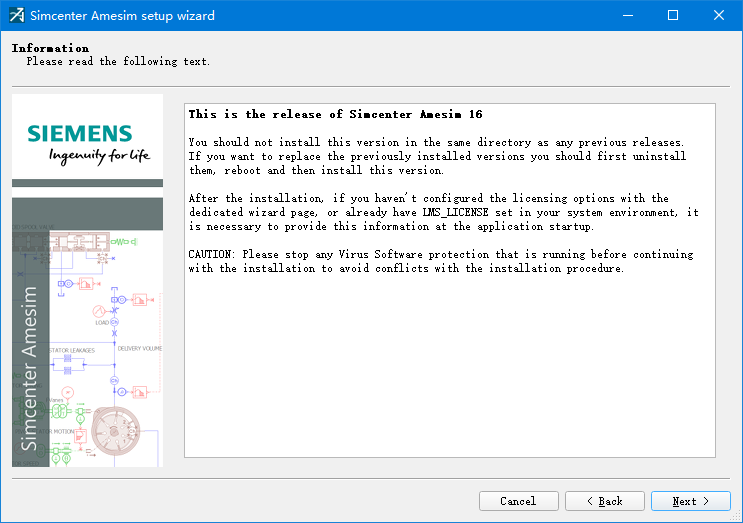 Simcenter Amesim setup wizard
Information
Please read the following text.
SIEMENS
Ingenuity for life
LOAD
STATOR LEAKAGES
DELIVERY VOLUME
MOTION
Simcenter Amesim
This is the release of Simcenter Amesim 16
You should not install this version in the same directory as any previous releases.
If you want to replace the previously installed versions you should first uninstall
them, reboot and then install this version.
After the installation, if you haven't configured the licensing options with the
dedicated wizard page, or already have LMS_LICENSE set in your system environment, it
is necessary to provide this information at the application startup.
CAUTION: Please stop any Virus Software protection that is running before continuing
with the installation to avoid conflicts with the installation procedure.
Cancel
< Back
Next >